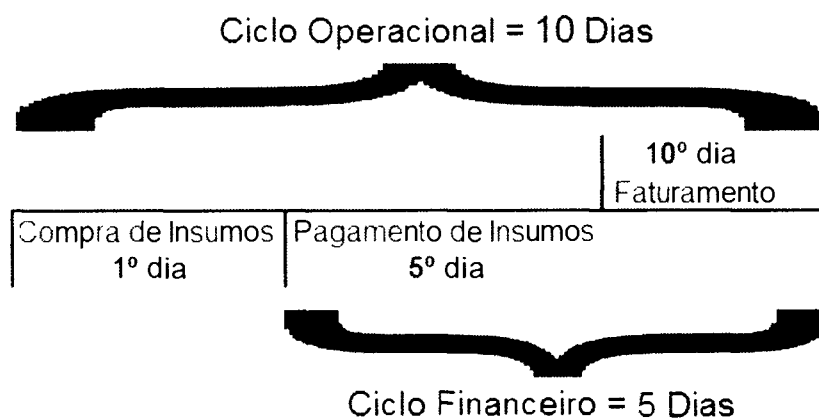 Ciclo Operacional = 10 Dias
10º dia
Faturamento
Compra de Insumos
1º dia
Pagamento de Insumos
5º dia
Ciclo Financeiro = 5 Dias